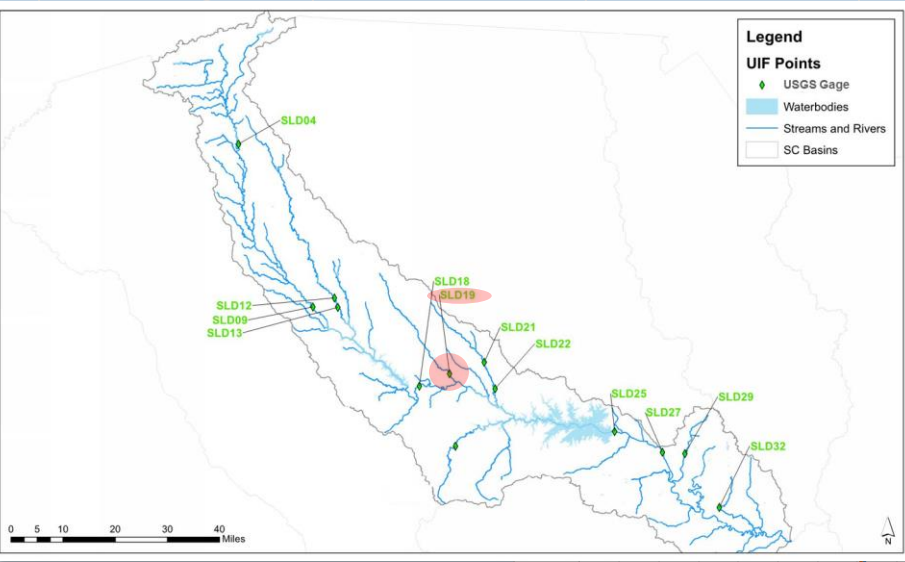 Legend
UIF Points
USGS Gage
Waterbodies
Streams and Rivers
SC Basins
SLD04
SLD18
SLD19
SLD12
SLD09
SLD13
SLD21
SLD22
SLD25
SLD27
SLD29
SLD32
0 5 10 20 30 40
Miles
N